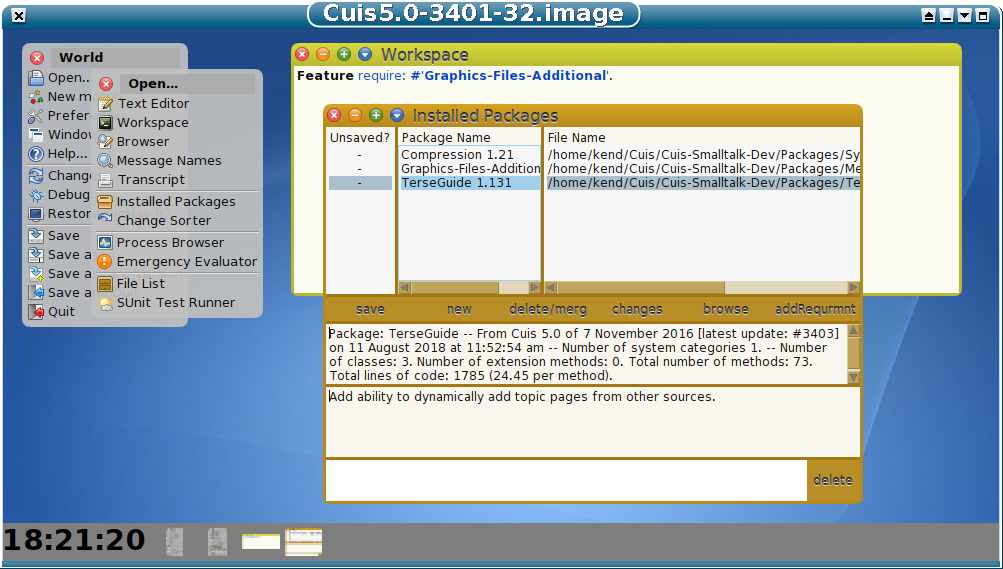 Cuis5.0-3401-32.image
World
Open..
New m
Prefer
Window
Help...
Chang
Debug
Restor
Save
Save a
Save a
Save a
Quit
Open...
Text Editor
Workspace
Browser
Message Names
Transcript
Installed Packages
Change Sorter
Process Browser
Emergency Evaluator
File List
SUnit Test Runner
Workspace
Feature require: #'Graphics-Files-Additional'.
Installed Packages
Unsaved? Package Name File Name
- Compression 1.21 /home/kend/Cuis/Cuis-Smalltalk-Dev/Packages/Sy
- Graphics-Files-Addition /home/kend/Cuis/Cuis-Smalltalk-Dev/Packages/Me
- TerseGuide 1.131 /home/kend/Cuis/Cuis-Smalltalk-Dev/Packages/Te
save new delete/merg changes browse addRequrmnt
Package: TerseGuide -- From Cuis 5.0 of 7 November 2016 [latest update: #3403]
on 11 August 2018 at 11:52:54 am -- Number of system categories 1. -- Number
of classes: 3. Number of extension methods: 0. Total number of methods: 73.
Total lines of code: 1785 (24.45 per method).
Add ability to dynamically add topic pages from other sources.
delete
18:21:20